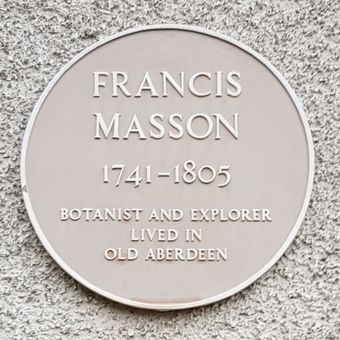 FRANCIS
MASSON
1741-1805
BOTANIST AND EXPLORER
LIVED IN
OLD ABERDEEN